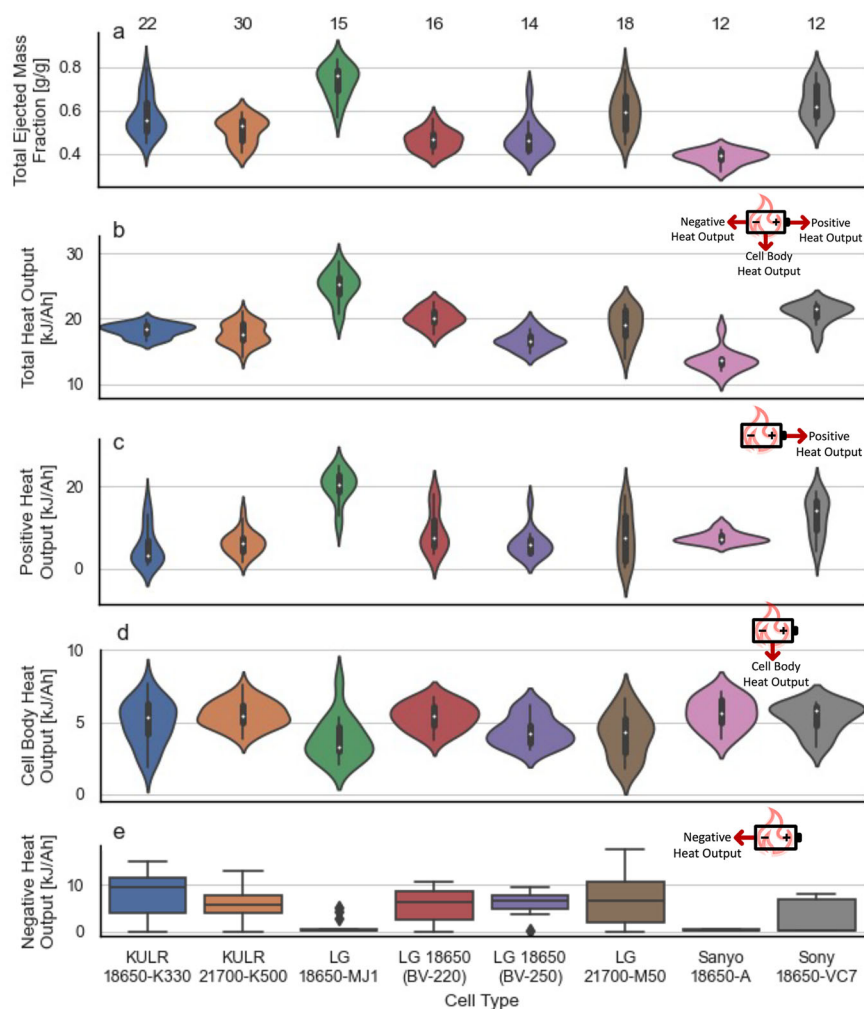 22 30 15 16 14 18 12 12
a
Total Ejected Mass
Fraction [g/g]
0.8
0.6
0.4
b
Total Heat Output
[kJ/Ah]
30
20
10
Negative
Heat Output
− +
Positive
Heat Output
Cell Body
Heat Output
c
Positive Heat
Output [kJ/Ah]
20
0
− +
Positive
Heat Output
d
Cell Body Heat
Output [kJ/Ah]
10
5
0
− +
Cell Body
Heat Output
e
Negative Heat
Output [kJ/Ah]
10
0
Negative
Heat Output
− +
KULR
18650-K330
KULR
21700-K500
LG
18650-MJ1
LG 18650
(BV-220)
LG 18650
(BV-250)
LG
21700-M50
Sanyo
18650-A
Sony
18650-VC7
Cell Type